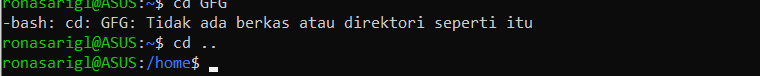 ronasarigl@ASUS:~$ cd GFG
-bash: cd: GFG: Tidak ada berkas atau direktori seperti itu
ronasarigl@ASUS:~$ cd ..
ronasarigl@ASUS:/home$